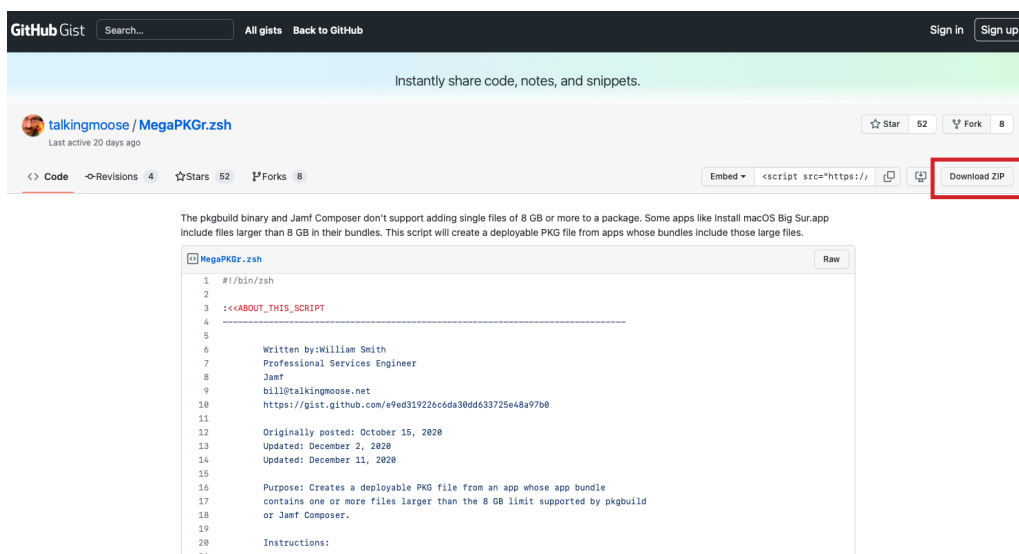 GitHub Gist Search... All gists Back to GitHub Sign in Sign up
Instantly share code, notes, and snippets.
talkingmoose / MegaPKGr.zsh
Last active 20 days ago
Star 52 Fork 8
<> Code Revisions 4 Stars 52 Forks 8 Embed <script src="https:// Download ZIP
The pkgbuild binary and Jamf Composer don't support adding single files of 8 GB or more to a package. Some apps like Install macOS Big Sur.app
include files larger than 8 GB in their bundles. This script will create a deployable PKG file from apps whose bundles include those large files.
MegaPKGr.zsh Raw
1 #!/bin/zsh
2
3 :<<ABOUT_THIS_SCRIPT
4 -------------------------------------------------------------------------------
5
6 Written by:William Smith
7 Professional Services Engineer
8 Jamf
9 bill@talkingmoose.net
10 https://gist.github.com/e9ed319226c6da30dd633725e48a97b0
11
12 Originally posted: October 15, 2020
13 Updated: December 2, 2020
14 Updated: December 11, 2020
15
16 Purpose: Creates a deployable PKG file from an app whose app bundle
17 contains one or more files larger than the 8 GB limit supported by pkgbuild
18 or Jamf Composer.
19
20 Instructions: